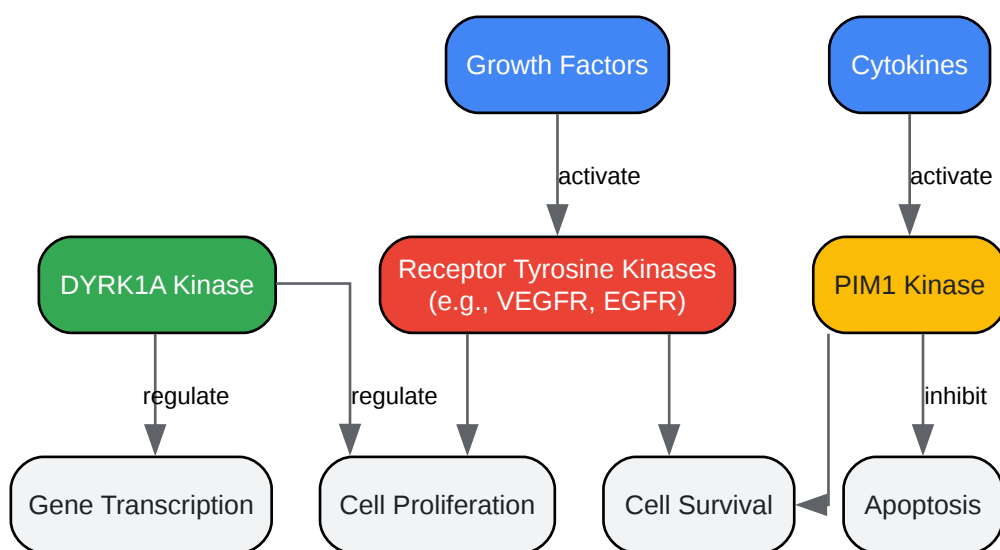 Growth Factors
Cytokines
activate
activate
DYRK1A Kinase
Receptor Tyrosine Kinases
(e.g., VEGFR, EGFR)
PIM1 Kinase
regulate
regulate
inhibit
Gene Transcription
Cell Proliferation
Cell Survival
Apoptosis